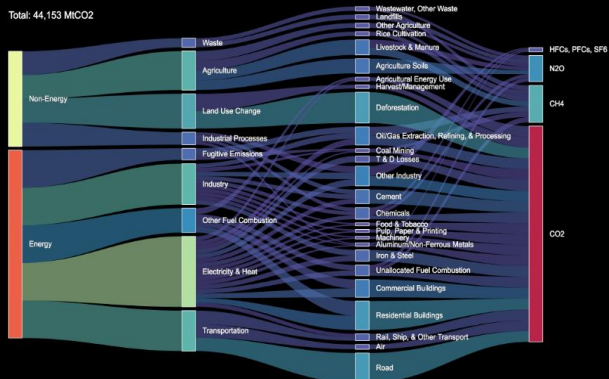 Total: 44,153 MtCO2
Non-Energy
Energy
Waste
Agriculture
Land Use Change
Industrial Processes
Fugitive Emissions
Industry
Other Fuel Combustion
Electricity & Heat
Transportation
Wastewater, Other Waste
Landfills
Other Agriculture
Rice Cultivation
Livestock & Manure
Agriculture Soils
Agricultural Energy Use
Harvest/Management
Deforestation
Oil/Gas Extraction, Refining, & Processing
Coal Mining
T & D Losses
Other Industry
Cement
Chemicals
Food & Tobacco
Pulp, Paper & Printing
Machinery
Aluminum/Non-Ferrous Metals
Iron & Steel
Unallocated Fuel Combustion
Commercial Buildings
Residential Buildings
Rail, Ship, & Other Transport
Air
Road
HFCs, PFCs, SF6
N2O
CH4
CO2